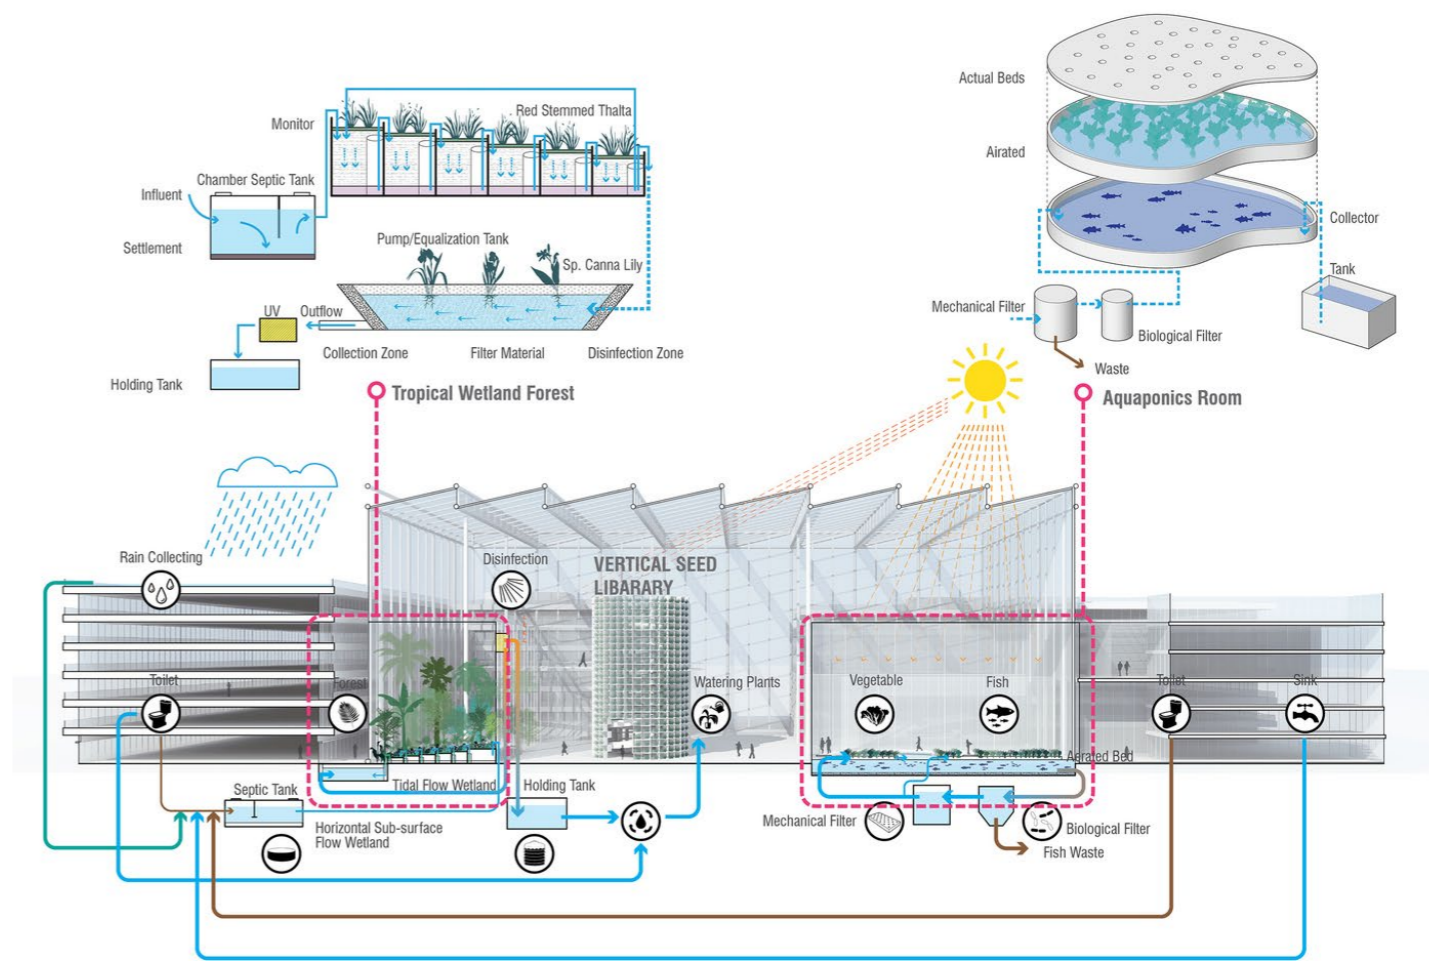 Actual Beds
Red Stemmed Thalta
Monitor
Airated
Chamber Septic Tank
Influent
Collector
Pump/Equalization Tank
Settlement
Sp. Canna Lily
Tank
Mechanical Filter
UV
Outflow
Biological Filter
Collection Zone
Filter Material
Disinfection Zone
Waste
Holding Tank
Tropical Wetland Forest
Aquaponics Room
Rain Collecting
Disinfection
VERTICAL SEED
LIBARARY
Toilet
Forest
Watering Plants
Vegetable
Fish
Toilet
Sink
Aerated Bed
Tidal Flow Wetland
Holding Tank
Septic Tank
Mechanical Filter
Horizontal Sub-surface
Flow Wetland
Biological Filter
Fish Waste